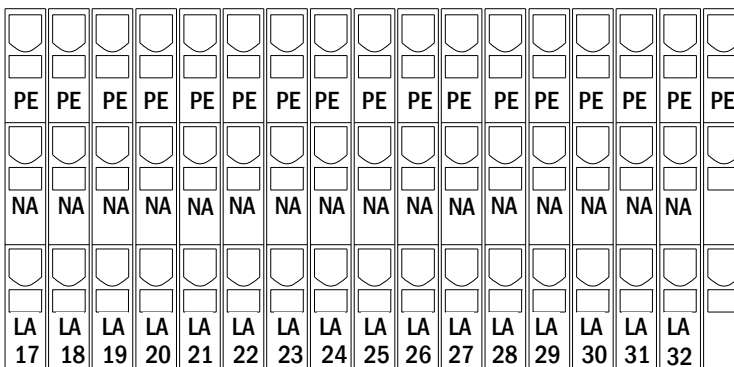 PE PE PE PE PE PE PE PE PE PE PE PE PE PE PE PE PE
NA NA NA NA NA NA NA NA NA NA NA NA NA NA NA NA
LA LA LA LA LA LA LA LA LA LA LA LA LA LA LA LA
17 18 19 20 21 22 23 24 25 26 27 28 29 30 31 32